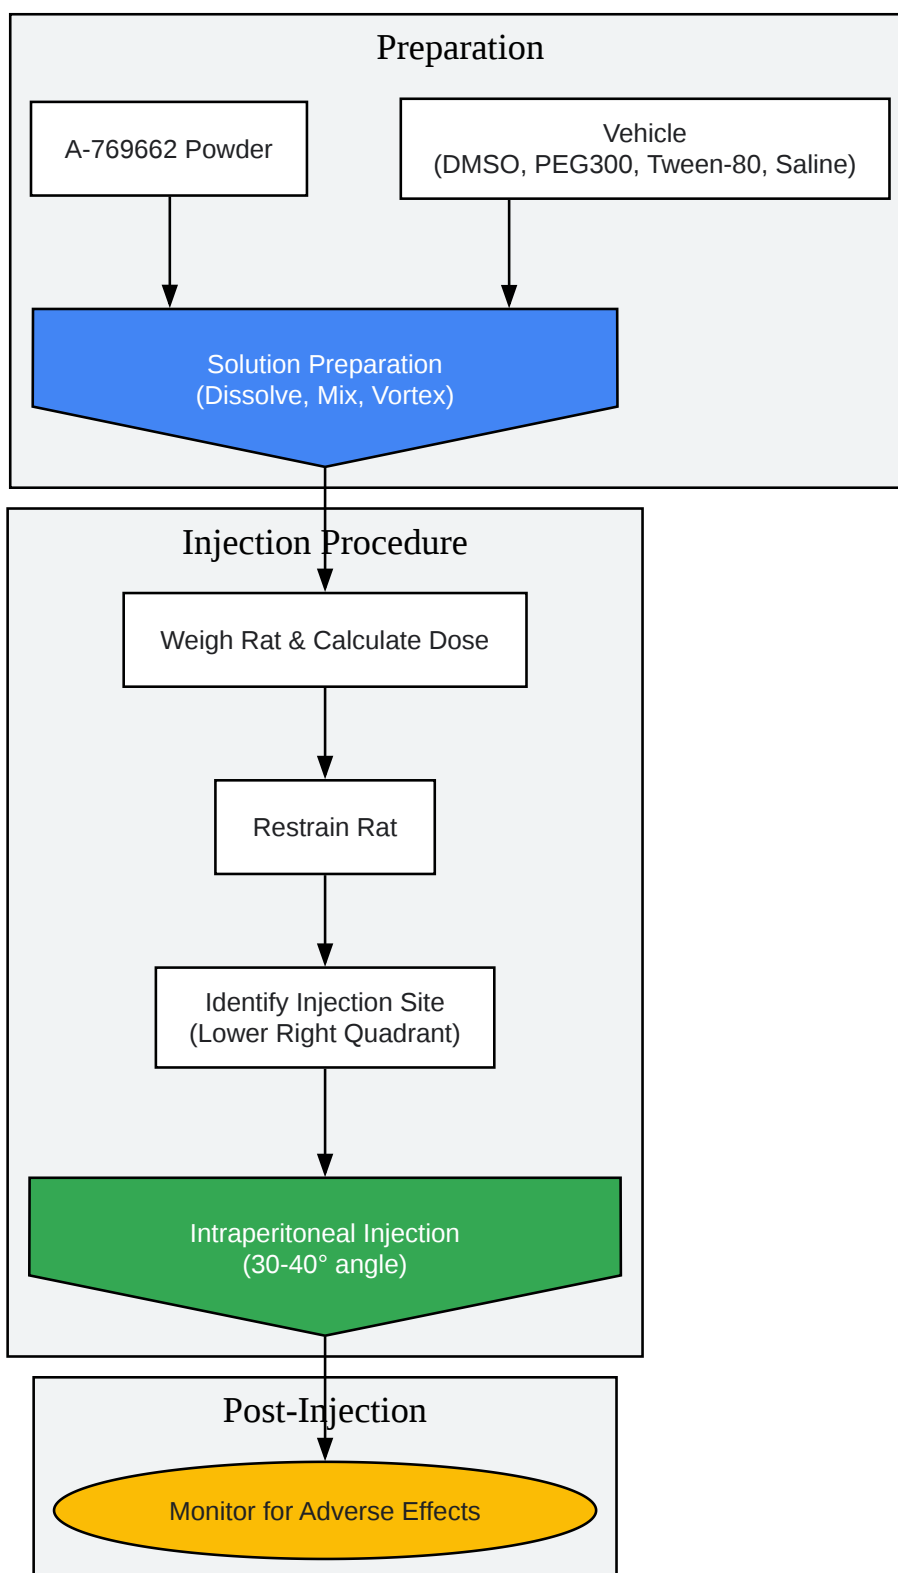 Preparation
A-769662 Powder
Vehicle
(DMSO, PEG300, Tween-80, Saline)
Solution Preparation
(Dissolve, Mix, Vortex)
Injection Procedure
Weigh Rat & Calculate Dose
Restrain Rat
Identify Injection Site
(Lower Right Quadrant)
Intraperitoneal Injection
(30-40° angle)
Post-Injection
Monitor for Adverse Effects